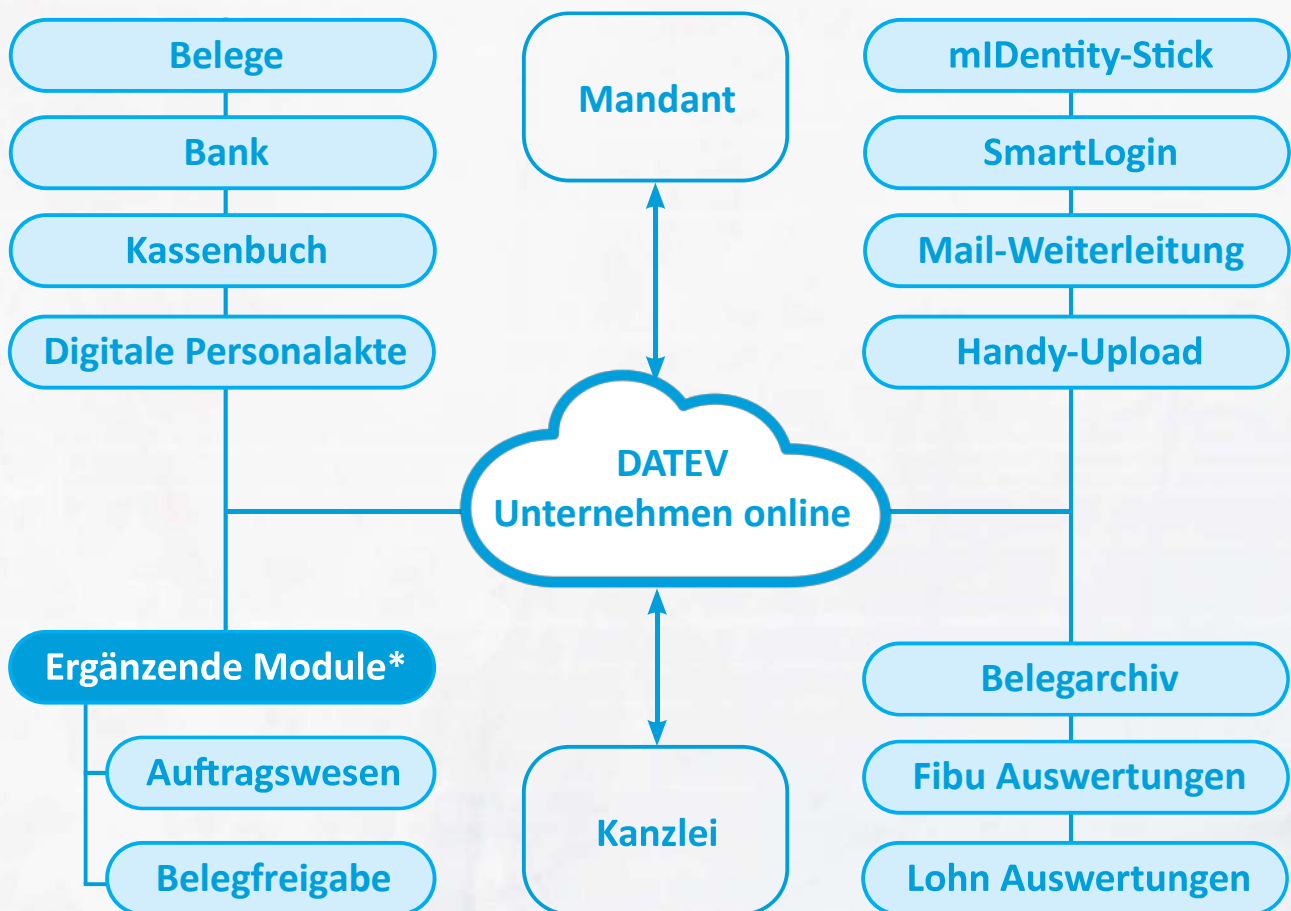 Belege
Bank
Kassenbuch
Digitale Personalakte
Ergänzende Module*
Auftragswesen
Belegfreigabe
Mandant
DATEV
Unternehmen online
Kanzlei
mIDentity-Stick
SmartLogin
Mail-Weiterleitung
Handy-Upload
Belegarchiv
Fibu Auswertungen
Lohn Auswertungen